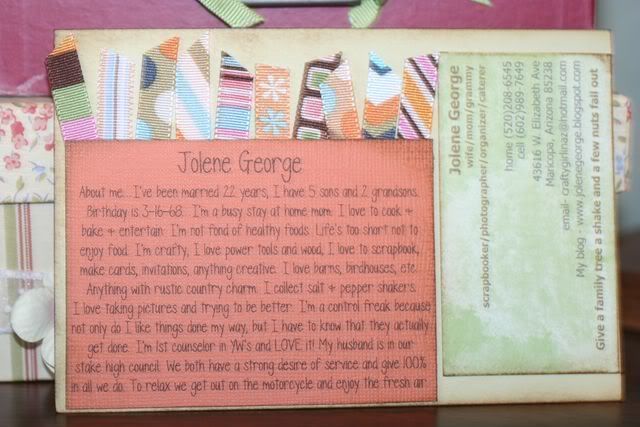 Jolene George
About me... I've been married 22 years, I have 5 sons and 2 grandsons.
Birthday is 3-16-68. I'm a busy stay at home mom. I love to cook +
bake + entertain. I'm not fond of healthy foods. Life's too short not to
enjoy food. I'm crafty, I love power tools and wood, I love to scrapbook,
make cards, invitations, anything creative. I love barns, birdhouses, etc.
Anything with rustic country charm. I collect salt + pepper shakers.
I love taking pictures and trying to be better. I'm a control freak because
not only do I like things done my way, but I have to know that they actually
get done. I'm 1st counselor in YW's and LOVE it! My husband is in our
stake high council. We both have a strong desire of service and give 100%
in all we do. To relax we get out on the motorcycle and enjoy the fresh air.
Jolene George
wife/mom/grammy
scrapbooker/photographer/organizer/caterer
home (520)208-6545
cell (602)989-7649
43616 W. Elizabeth Ave
Maricopa, Arizona 85238
email- craftygirlinaz@hotmail.com
My blog - www.jolenegeorge.blogspot.com
Give a family tree a shake and a few nuts fall out